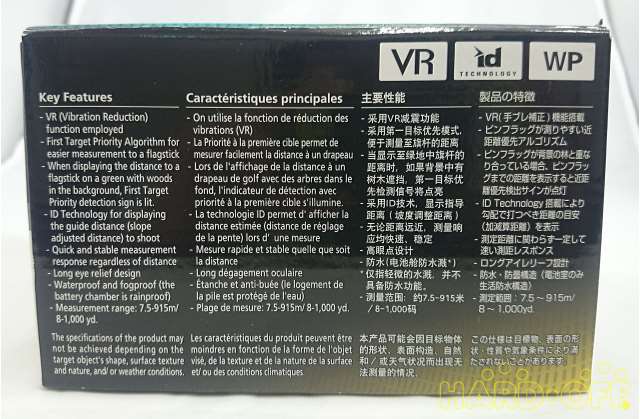 VR
id
TECHNOLOGY
WP
Key Features
- VR (Vibration Reduction)
function employed
- First Target Priority Algorithm for
easier measurement to a flagstick
- When displaying the distance to a
flagstick on a green with woods
in the background, First Target
Priority detection sign is lit.
- ID Technology for displaying
the guide distance (slope
adjusted distance) to shoot
- Quick and stable measurement
response regardless of distance
- Long eye relief design
- Waterproof and fogproof (the
battery chamber is rainproof)
- Measurement range: 7.5-915m/
8-1,000 yd.
The specifications of the product may
not be achieved depending on the
target object's shape, surface texture
and nature, and/or weather conditions.
Caractéristiques principales
- On utilise la fonction de réduction des
vibrations (VR)
- La Priorité à la première cible permet de
mesurer facilement la distance à un drapeau
- Lors de l'affichage de la distance à un
drapeau de golf avec des arbres dans le
fond, l'indicateur de détection avec
priorité à la première cible s'illumine.
- La technologie ID permet d' afficher la
distance estimée (distance de réglage
de la pente) lors d' une mesure
- Mesure rapide et stable quelle que soit
la distance
- Long dégagement oculaire
- Étanche et anti-buée (le logement de
la pile est protégé de l'eau)
- Plage de mesure: 7.5-915m/ 8-1,000 yd.
Les caractéristiques du produit peuvent être
moindres en fonction de la forme de l'objet
visé, de la texture et de la nature de la surface
et/ou des conditions climatiques.
主要性能
- 采用VR减震功能
- 采用第一目标优先模式,
便于测量至旗杆的距离
- 当显示至绿地中旗杆的
距离时，如果背景中有
树木遮挡，第一目标优
先检测信号将点亮
- 采用ID技术，显示指导
距离（坡度调整距离）
- 无论距离远近，测量响
应均快速、稳定
- 高眼点设计
- 防水(电池舱防水溅*)
*仅指轻微的水溅，并不
具备防水功能。
- 测量范围：约7.5-915米
/ 8-1,000码
本产品可能会因目标物体
的形状、表面构造、自然
和 / 或天气状况而出现无
法测量的情况。
製品の特徴
- VR(手ブレ補正)機能搭載
- ピンフラッグが測りやすい近
距離優先アルゴリズム
- ピンフラッグが背景の林と重な
り合っている場合、ピンフラッ
グまでの距離を表示すると近距
離優先検出サインが点灯
- ID Technology 搭載により
勾配で打つべき距離の目安
(加減算距離)を表示
- 測定距離に関わらず一定して
速い測距レスポンス
- ロングアイレリーフ設計
- 防水・防曇構造(電池室のみ
生活防水構造)
- 測定範囲：7.5～915m/
8～1,000yd.
この仕様は目標物、表面の形
状・性質や気象条件により満た
されないことがあります。
HARD OFF